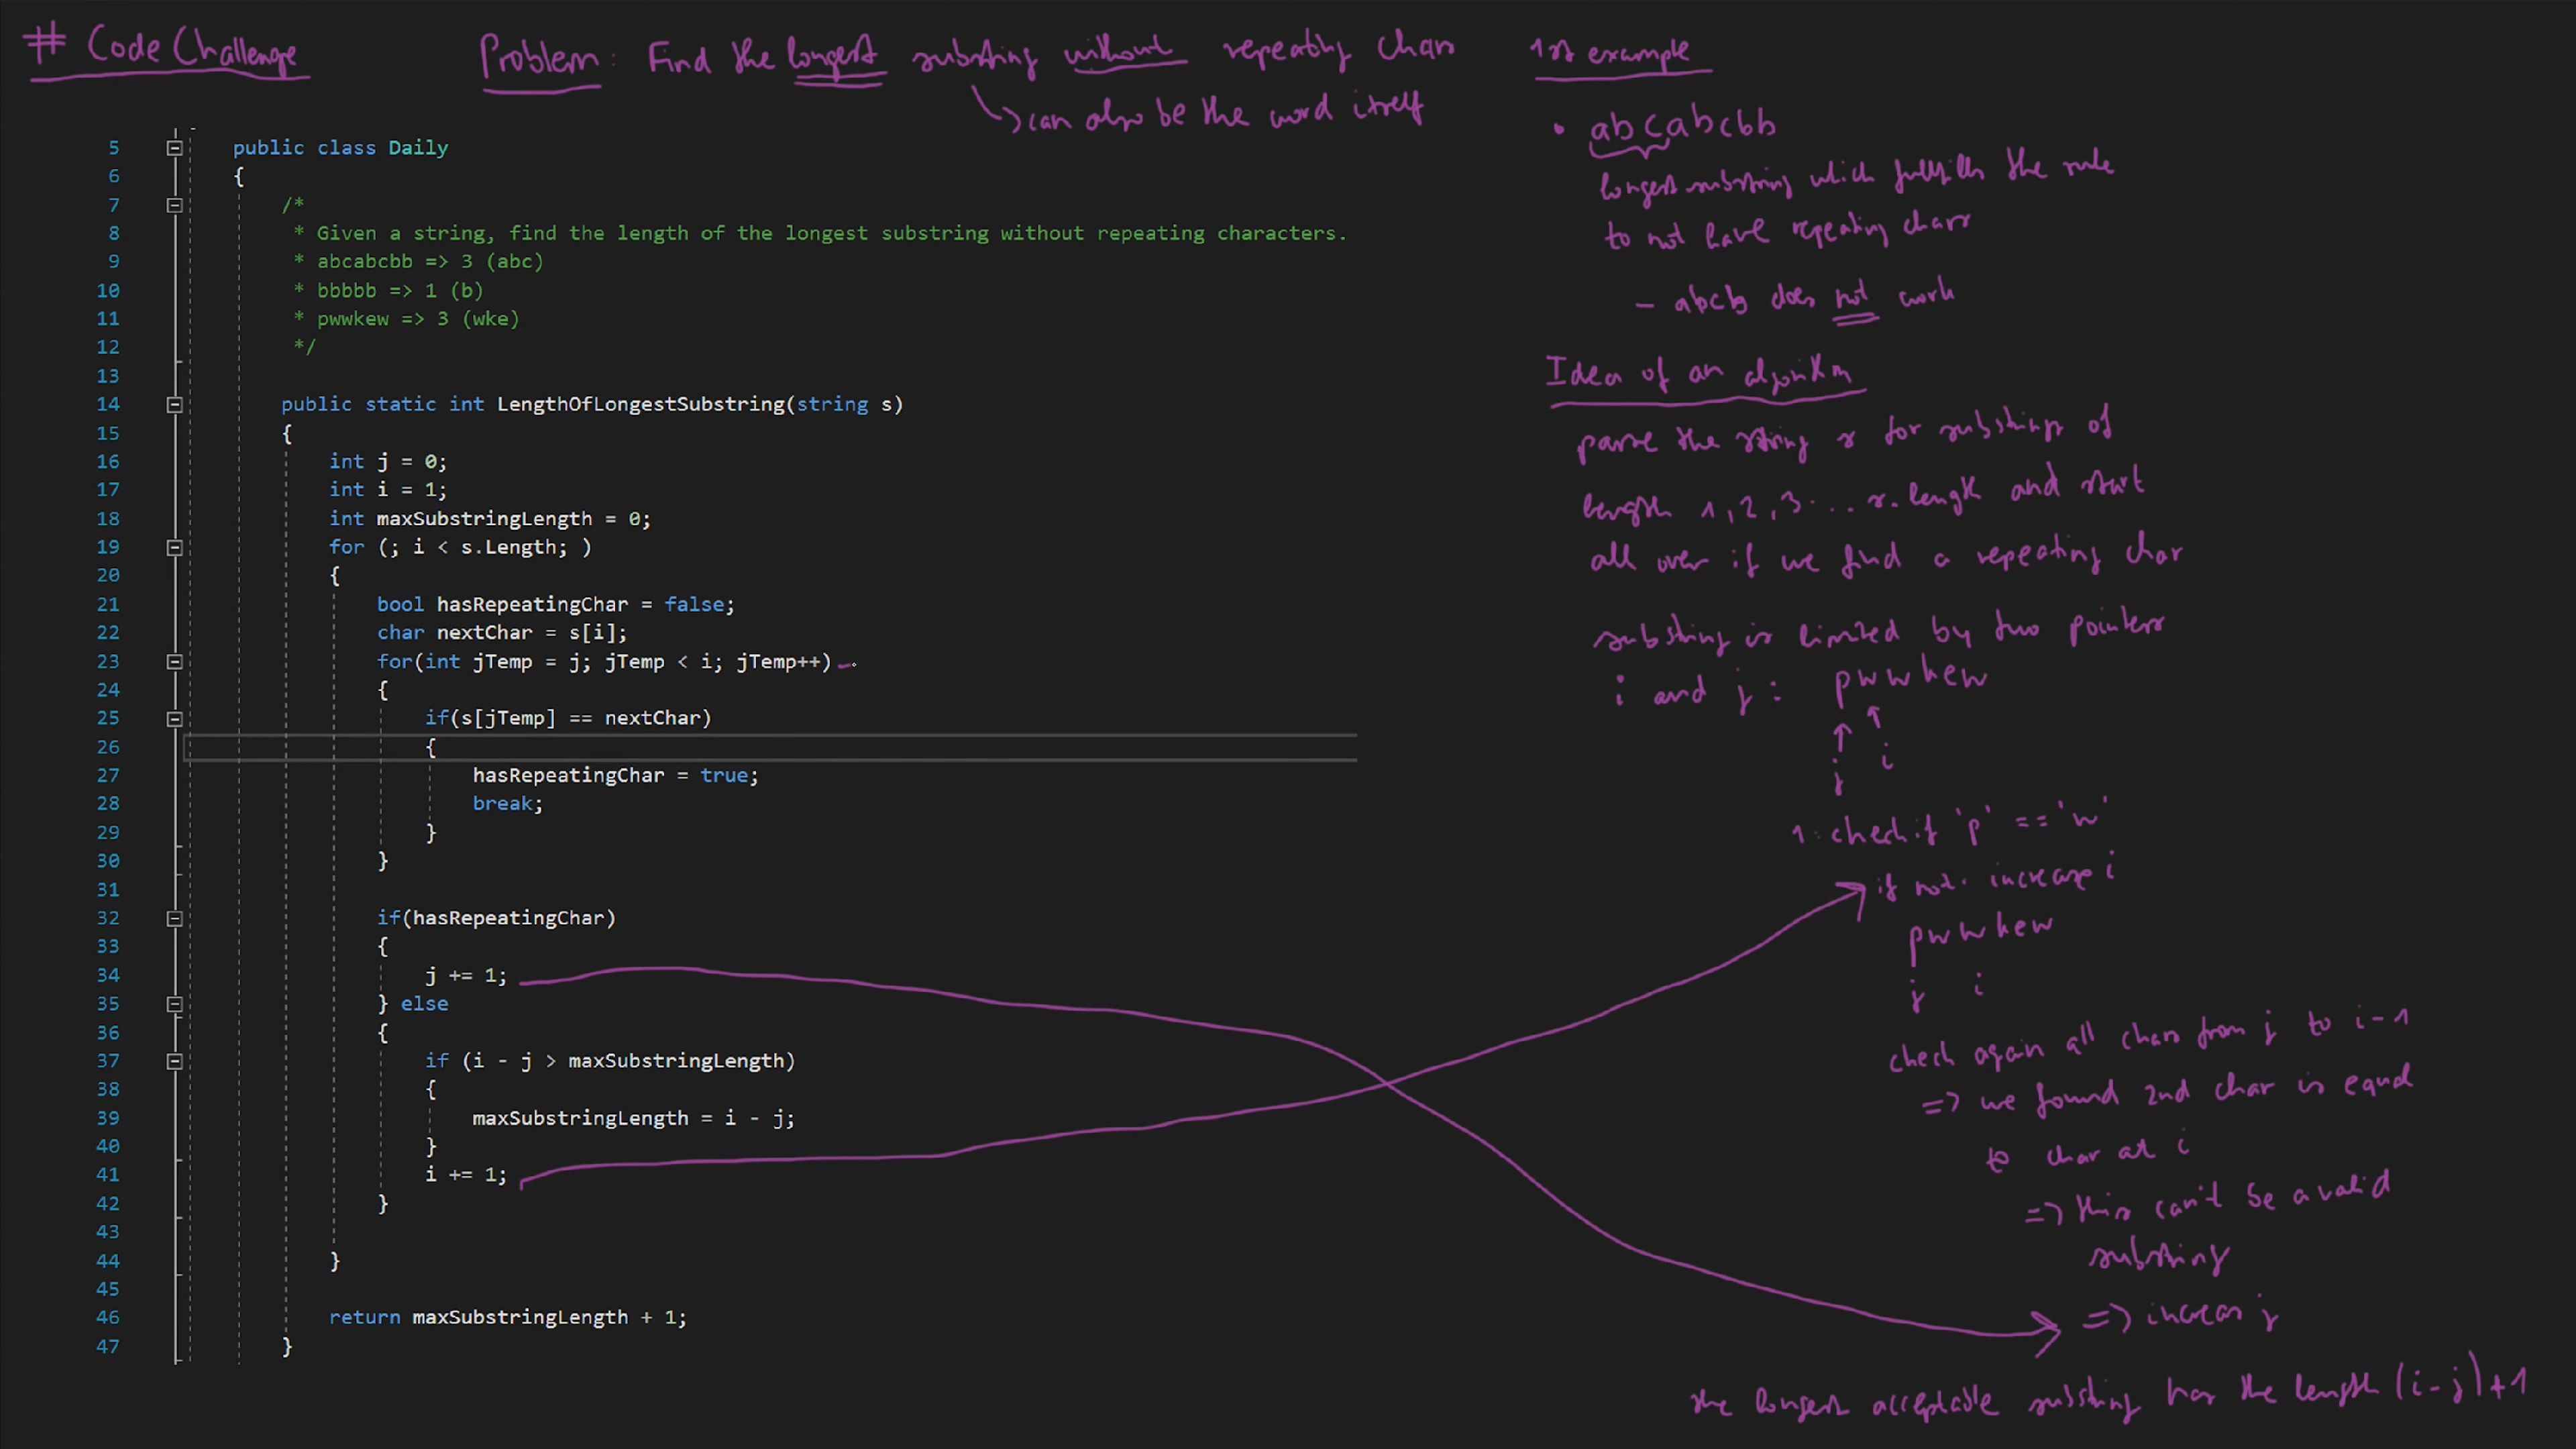 # CodeChallenge
Problem: Find the longest substring without repeating chars
↳ can also be the word itself
5 public class Daily
6 {
7 /*
8 * Given a string, find the length of the longest substring without repeating characters.
9 * abcabcbb => 3 (abc)
10 * bbbbb => 1 (b)
11 * pwwkew => 3 (wke)
12 */
13
14 public static int LengthOfLongestSubstring(string s)
15 {
16 int j = 0;
17 int i = 1;
18 int maxSubstringLength = 0;
19 for (; i < s.Length; )
20 {
21 bool hasRepeatingChar = false;
22 char nextChar = s[i];
23 for(int jTemp = j; jTemp < i; jTemp++)
24 {
25 if(s[jTemp] == nextChar)
26 {
27 hasRepeatingChar = true;
28 break;
29 }
30 }
31
32 if(hasRepeatingChar)
33 {
34 j += 1;
35 } else
36 {
37 if (i - j > maxSubstringLength)
38 {
39 maxSubstringLength = i - j;
40 }
41 i += 1;
42 }
43
44 }
45
46 return maxSubstringLength + 1;
47 }
1st example
• abcabcbb
longest substring which fulfills the rule
to not have repeating chars
- abcb does not work
Idea of an algorithm
parse the string s for substrings of
length 1, 2, 3 ... s.length and start
all over if we find a repeating char
substring is limited by two pointers
i and j : pwwkew
↑ ↑
j i
1. check if 'p' == 'w'
if not. increase i
pwwkew
j i
check again all chars from j to i-1
=> we found 2nd char is equal
to char at i
=> this can't be a valid
substring
=> increas j
the longest acceptable substring has the length (i-j)+1